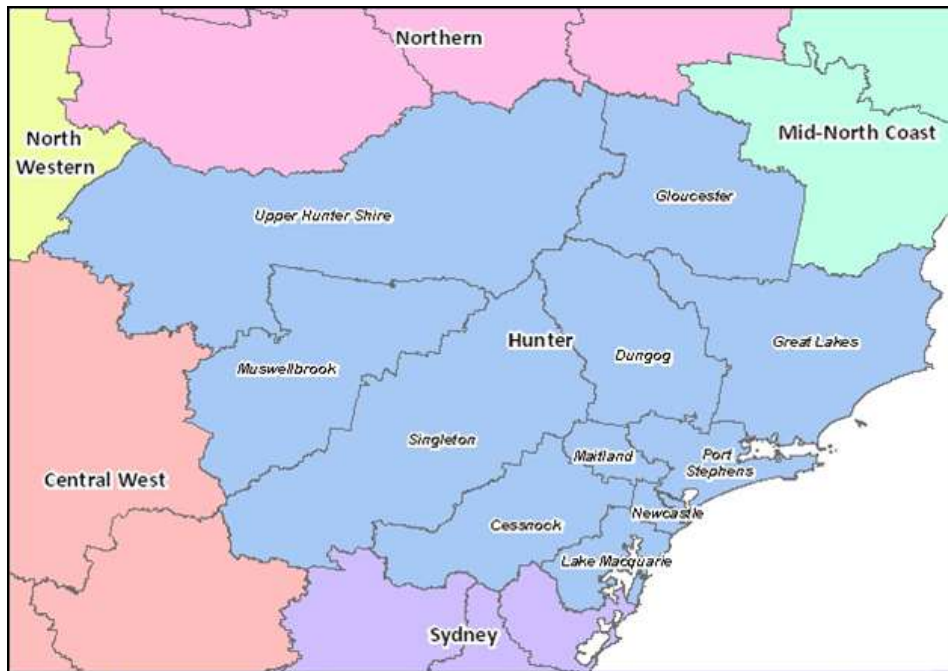 Northern
North
Western
Mid-North Coast
Gloucester
Upper Hunter Shire
Hunter
Great Lakes
Dungog
Muswellbrook
Singleton
Maitland
Port
Stephens
Central West
Newcastle
Cessnock
Lake Macquarie
Sydney